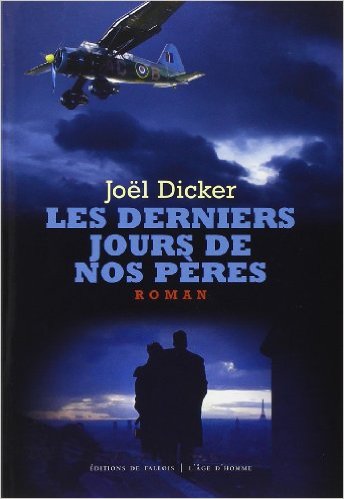 Joël Dicker
LES DERNIERS
JOURS DE
NOS PÈRES
ROMAN
ÉDITIONS DE FALLOIS | L'ÂGE D'HOMME